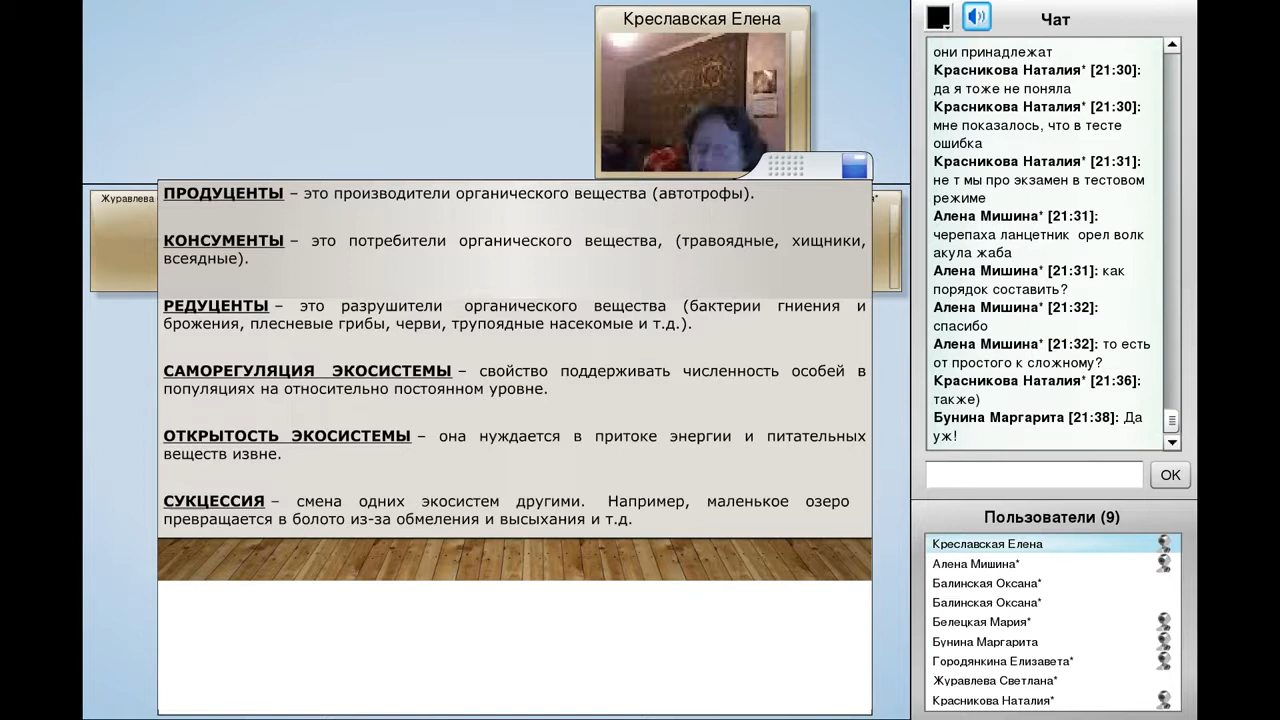 Креславская Елена
Журавлева
ПРОДУЦЕНТЫ – это производители органического вещества (автотрофы).
КОНСУМЕНТЫ – это потребители органического вещества, (травоядные, хищники,
всеядные).
РЕДУЦЕНТЫ – это разрушители органического вещества (бактерии гниения и
брожения, плесневые грибы, черви, трупоядные насекомые и т.д.).
САМОРЕГУЛЯЦИЯ ЭКОСИСТЕМЫ – свойство поддерживать численность особей в
популяциях на относительно постоянном уровне.
ОТКРЫТОСТЬ ЭКОСИСТЕМЫ – она нуждается в притоке энергии и питательных
веществ извне.
СУКЦЕССИЯ – смена одних экосистем другими. Например, маленькое озеро
превращается в болото из-за обмеления и высыхания и т.д.
Чат
они принадлежат
Красникова Наталия* [21:30]:
да я тоже не поняла
Красникова Наталия* [21:30]:
мне показалось, что в тесте
ошибка
Красникова Наталия* [21:31]:
не т мы про экзамен в тестовом
режиме
Алена Мишина* [21:31]:
черепаха ланцетник орел волк
акула жаба
Алена Мишина* [21:31]: как
порядок составить?
Алена Мишина* [21:32]:
спасибо
Алена Мишина* [21:32]: то есть
от простого к сложному?
Красникова Наталия* [21:36]:
также)
Бунина Маргарита [21:38]: Да
уж!
OK
Пользователи (9)
Креславская Елена
Алена Мишина*
Балинская Оксана*
Балинская Оксана*
Белецкая Мария*
Бунина Маргарита
Городянкина Елизавета*
Журавлева Светлана*
Красникова Наталия*